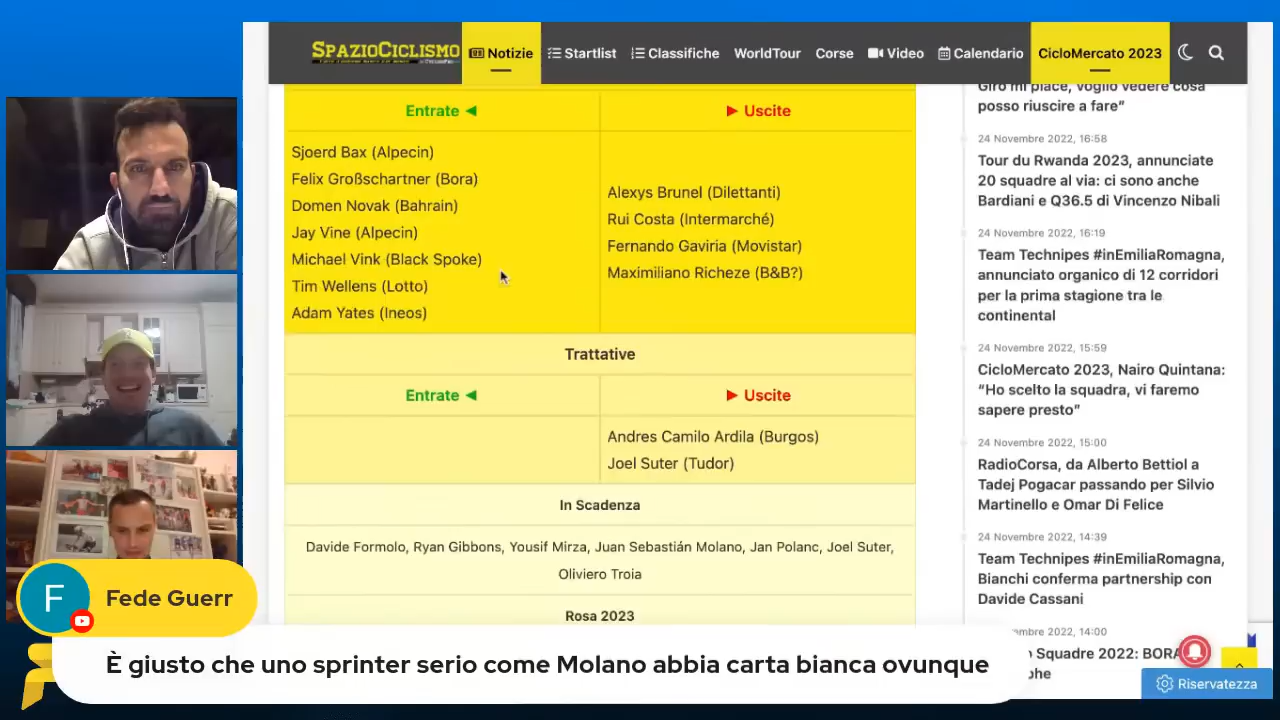 SPAZIOCICLISMO
Notizie
Startlist
Classifiche
WorldTour
Corse
Video
Calendario
CicloMercato 2023
Entrate ◄
► Uscite
Sjoerd Bax (Alpecin)
Felix Großschartner (Bora)
Domen Novak (Bahrain)
Jay Vine (Alpecin)
Michael Vink (Black Spoke)
Tim Wellens (Lotto)
Adam Yates (Ineos)
Alexys Brunel (Dilettanti)
Rui Costa (Intermarché)
Fernando Gaviria (Movistar)
Maximiliano Richeze (B&B?)
Trattative
Entrate ◄
► Uscite
Andres Camilo Ardila (Burgos)
Joel Suter (Tudor)
In Scadenza
Davide Formolo, Ryan Gibbons, Yousif Mirza, Juan Sebastián Molano, Jan Polanc, Joel Suter,
Oliviero Troia
Rosa 2023
Giro mi piace, voglio vedere cosa
posso riuscire a fare”
24 Novembre 2022, 16:58
Tour du Rwanda 2023, annunciate
20 squadre al via: ci sono anche
Bardiani e Q36.5 di Vincenzo Nibali
24 Novembre 2022, 16:19
Team Technipes #inEmiliaRomagna,
annunciato organico di 12 corridori
per la prima stagione tra le
continental
24 Novembre 2022, 15:59
CicloMercato 2023, Nairo Quintana:
“Ho scelto la squadra, vi faremo
sapere presto”
24 Novembre 2022, 15:00
RadioCorsa, da Alberto Bettiol a
Tadej Pogacar passando per Silvio
Martinello e Omar Di Felice
24 Novembre 2022, 14:39
Team Technipes #inEmiliaRomagna,
Bianchi conferma partnership con
Davide Cassani
2022, 14:00
Squadre 2022:
Riservatezza
F
Fede Guerr
È giusto che uno sprinter serio come Molano abbia carta bianca ovunque